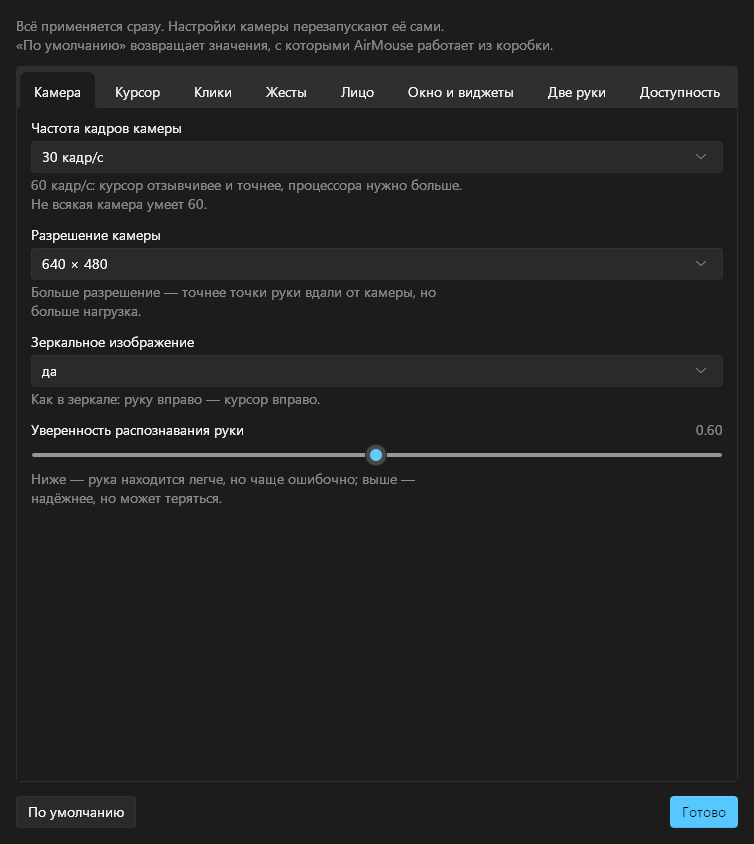 Всё применяется сразу. Настройки камеры перезапускают её сами.
«По умолчанию» возвращает значения, с которыми AirMouse работает из коробки.
Камера Курсор Клики Жесты Лицо Окно и виджеты Две руки Доступность
Частота кадров камеры
30 кадр/с
60 кадр/с: курсор отзывчивее и точнее, процессора нужно больше.
Не всякая камера умеет 60.
Разрешение камеры
640 × 480
Больше разрешение — точнее точки руки вдали от камеры, но
больше нагрузка.
Зеркальное изображение
да
Как в зеркале: руку вправо — курсор вправо.
Уверенность распознавания руки 0.60
Ниже — рука находится легче, но чаще ошибочно; выше —
надёжнее, но может теряться.
По умолчанию Готово